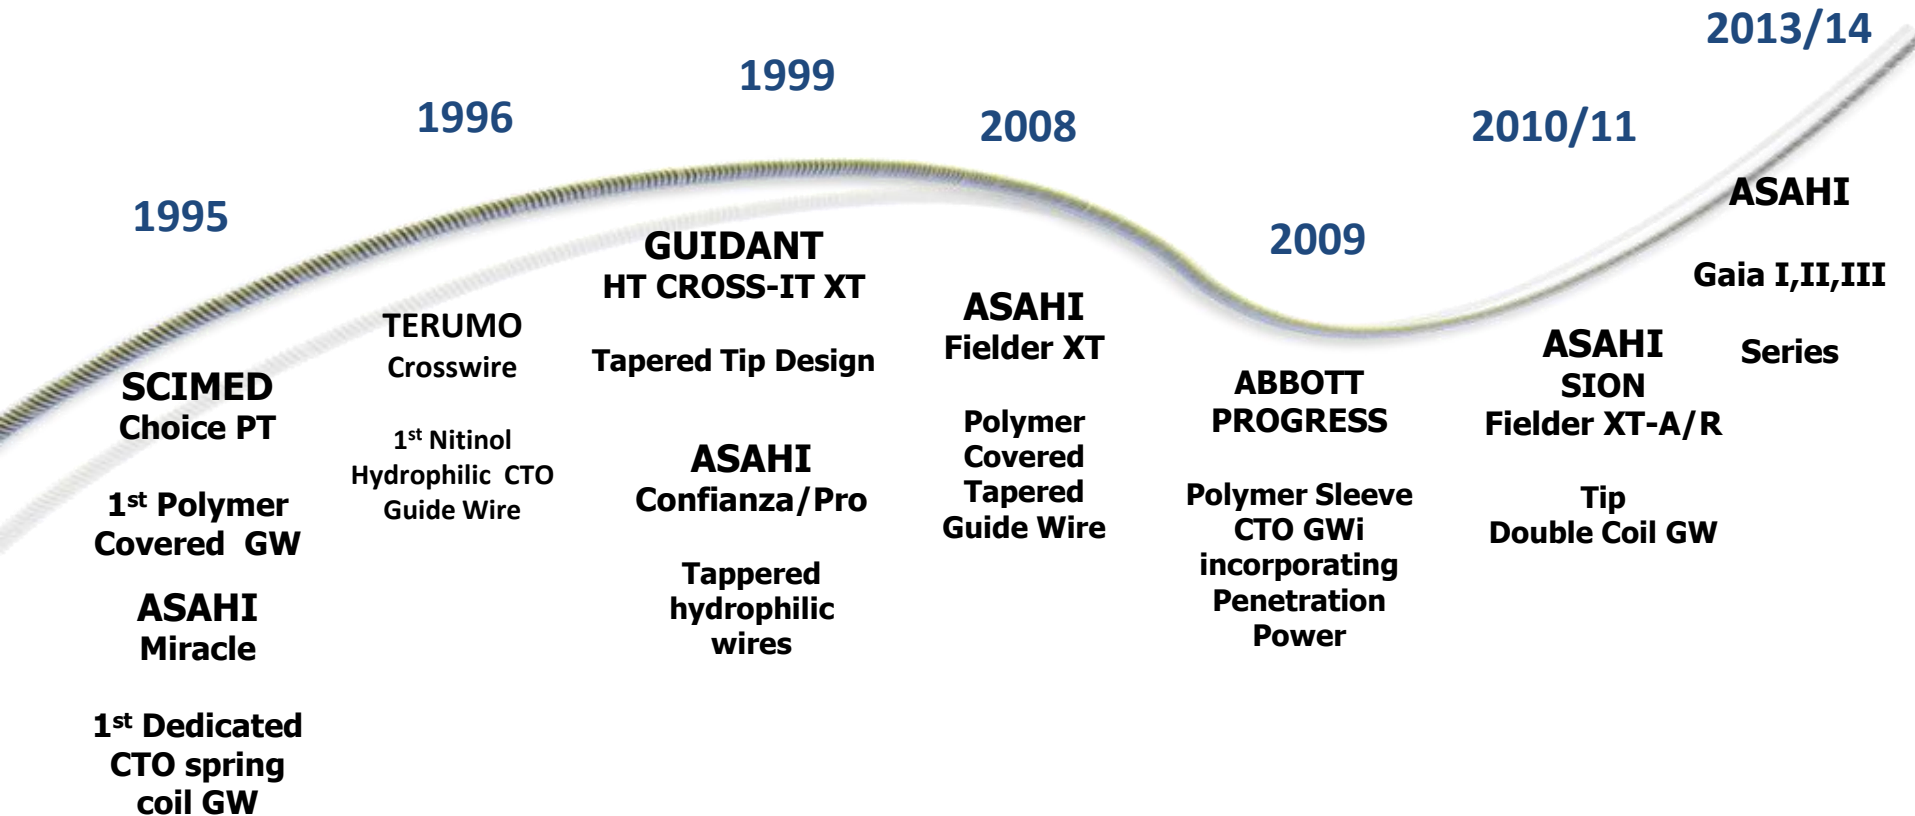 1995
SCIMED
Choice PT
1st Polymer
Covered GW
ASAHI
Miracle
1st Dedicated
CTO spring
coil GW
1996
TERUMO
Crosswire
1st Nitinol
Hydrophilic CTO
Guide Wire
1999
GUIDANT
HT CROSS-IT XT
Tapered Tip Design
ASAHI
Confianza/Pro
Tappered
hydrophilic
wires
2008
ASAHI
Fielder XT
Polymer
Covered
Tapered
Guide Wire
2009
ABBOTT
PROGRESS
Polymer Sleeve
CTO GWi
incorporating
Penetration
Power
2010/11
ASAHI
SION
Fielder XT-A/R
Tip
Double Coil GW
2013/14
ASAHI
Gaia I,II,III
Series